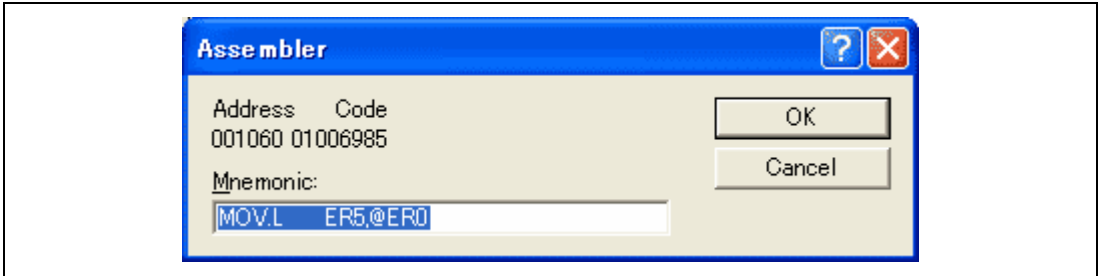 Assembler
Address Code
001060 01006985
Mnemonic:
MOV.L ER5,@ER0
OK
Cancel